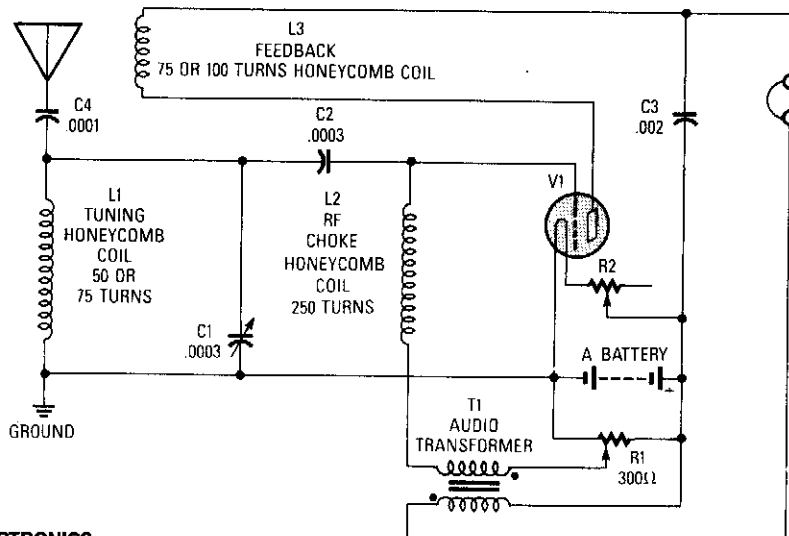 L3
FEEDBACK
75 OR 100 TURNS HONEYCOMB COIL
C4
.0001
C2
.0003
C3
.002
V1
L1
TUNING
HONEYCOMB
COIL
50 OR
75 TURNS
L2
RF
CHOKE
HONEYCOMB
COIL
250 TURNS
R2
C1
.0003
A BATTERY
+
GROUND
T1
AUDIO
TRANSFORMER
R1
300Ω